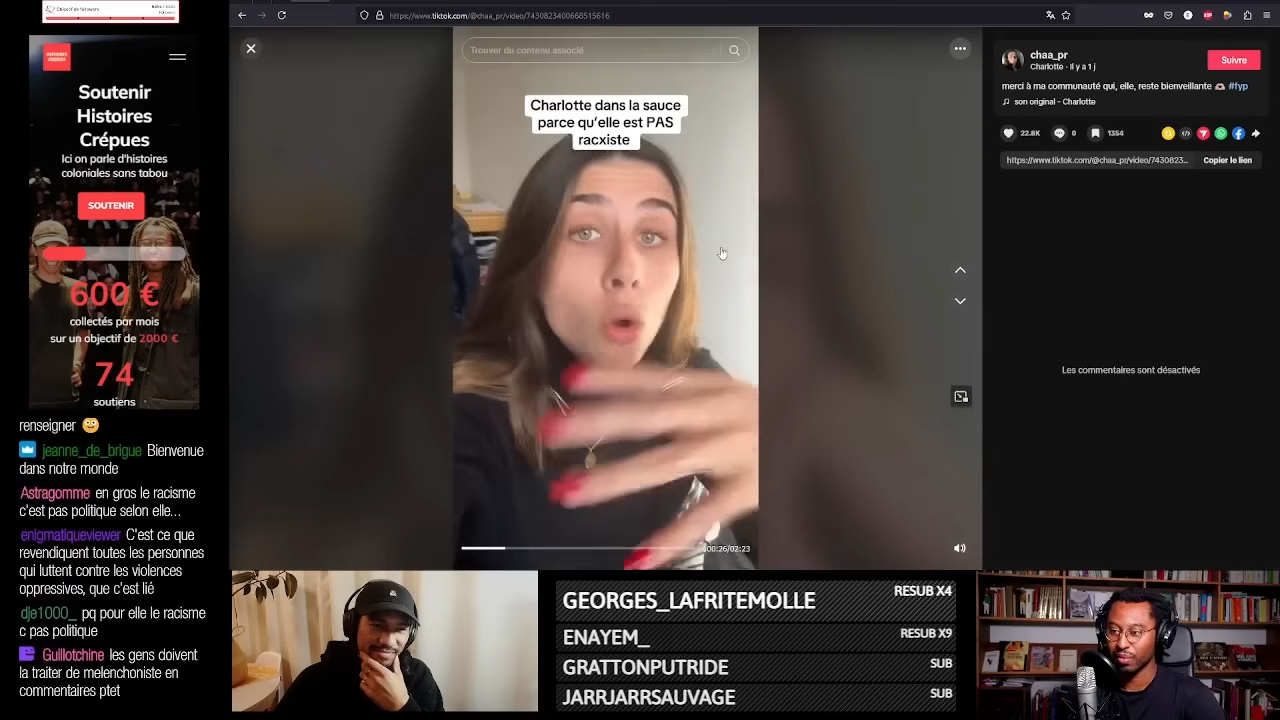 Objectif de followers
https://www.tiktok.com/@chaa_pr/video/7430823400668515616
Soutenir
Histoires
Crépues
Ici on parle d'histoires
coloniales sans tabou
SOUTENIR
600 €
collectés par mois
sur un objectif de 2000 €
74
soutiens
renseigner
jeanne_de_brigue Bienvenue
dans notre monde
Astragomme en gros le racisme
c'est pas politique selon elle...
enigmatiqueviewer C'est ce que
revendiquent toutes les personnes
qui luttent contre les violences
oppressives, que c'est lié
dje1000_ pq pour elle le racisme
c pas politique
Guillotchine les gens doivent
la traiter de melenchoniste en
commentaires ptet
Trouver du contenu associé
Charlotte dans la sauce
parce qu'elle est PAS
racxiste
00:26/02:23
chaa_pr
Charlotte · Il y a 1 j
Suivre
merci à ma communauté qui, elle, reste bienveillante #fyp
son original - Charlotte
22.8K
0
1354
https://www.tiktok.com/@chaa_pr/video/7430823...
Copier le lien
Les commentaires sont désactivés
GEORGES_LAFRITEMOLLE RESUB X4
ENAYEM_ RESUB X9
GRATTONPUTRIDE SUB
JARRJARRSAUVAGE SUB